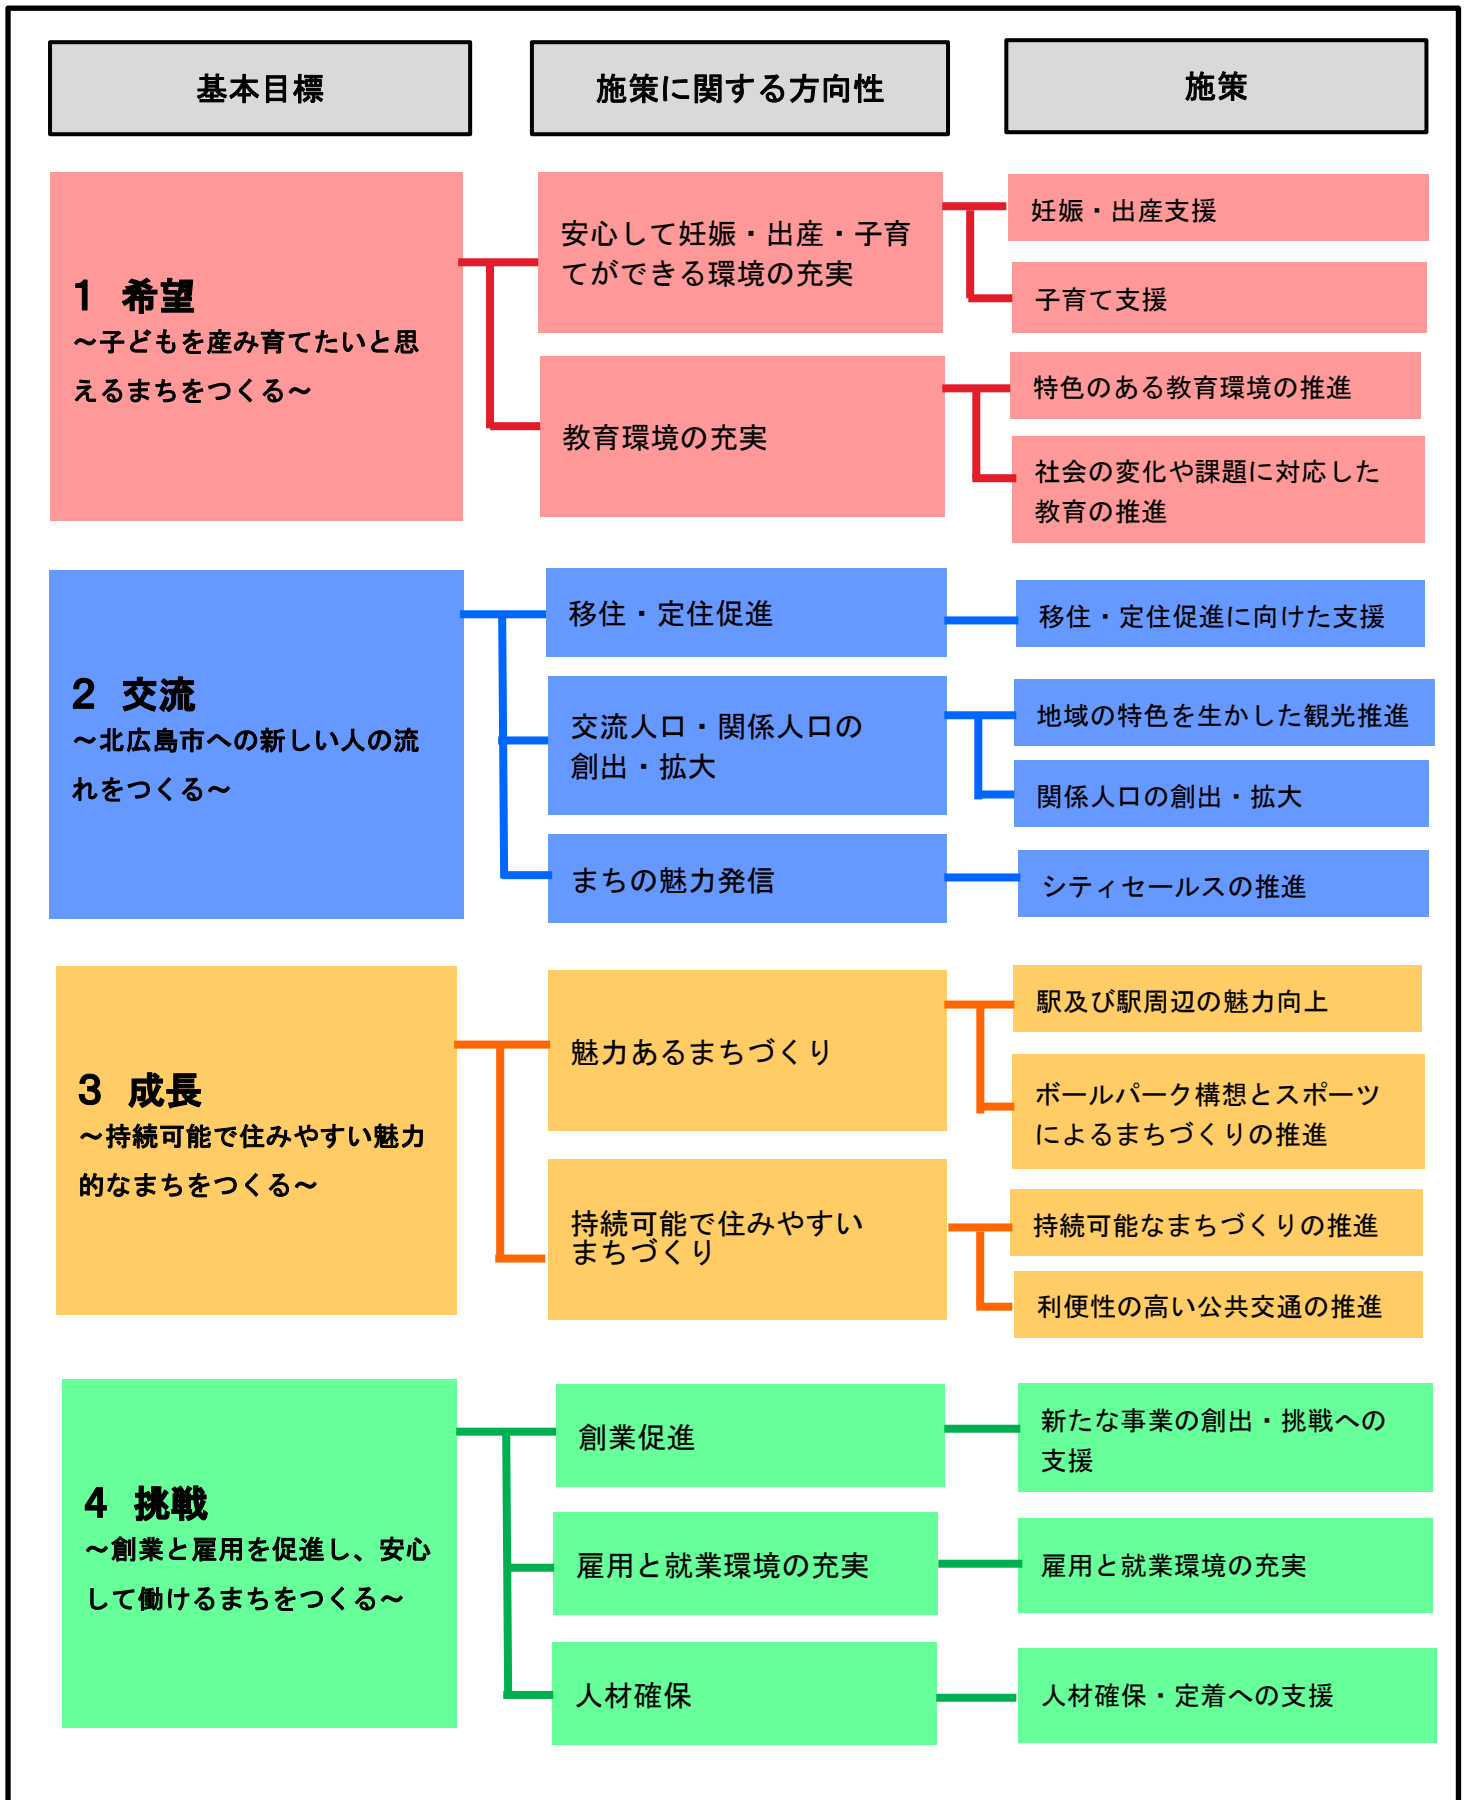 基本目標
施策に関する方向性
施策
1 希望
～子どもを産み育てたいと思
えるまちをつくる～
安心して妊娠・出産・子育
てができる環境の充実
妊娠・出産支援
子育て支援
教育環境の充実
特色のある教育環境の推進
社会の変化や課題に対応した
教育の推進
2 交流
～北広島市への新しい人の流
れをつくる～
移住・定住促進
移住・定住促進に向けた支援
交流人口・関係人口の
創出・拡大
地域の特色を生かした観光推進
関係人口の創出・拡大
まちの魅力発信
シティセールスの推進
3 成長
～持続可能で住みやすい魅力
的なまちをつくる～
魅力あるまちづくり
駅及び駅周辺の魅力向上
ボールパーク構想とスポーツ
によるまちづくりの推進
持続可能で住みやすい
まちづくり
持続可能なまちづくりの推進
利便性の高い公共交通の推進
4 挑戦
～創業と雇用を促進し、安心
して働けるまちをつくる～
創業促進
新たな事業の創出・挑戦への
支援
雇用と就業環境の充実
雇用と就業環境の充実
人材確保
人材確保・定着への支援